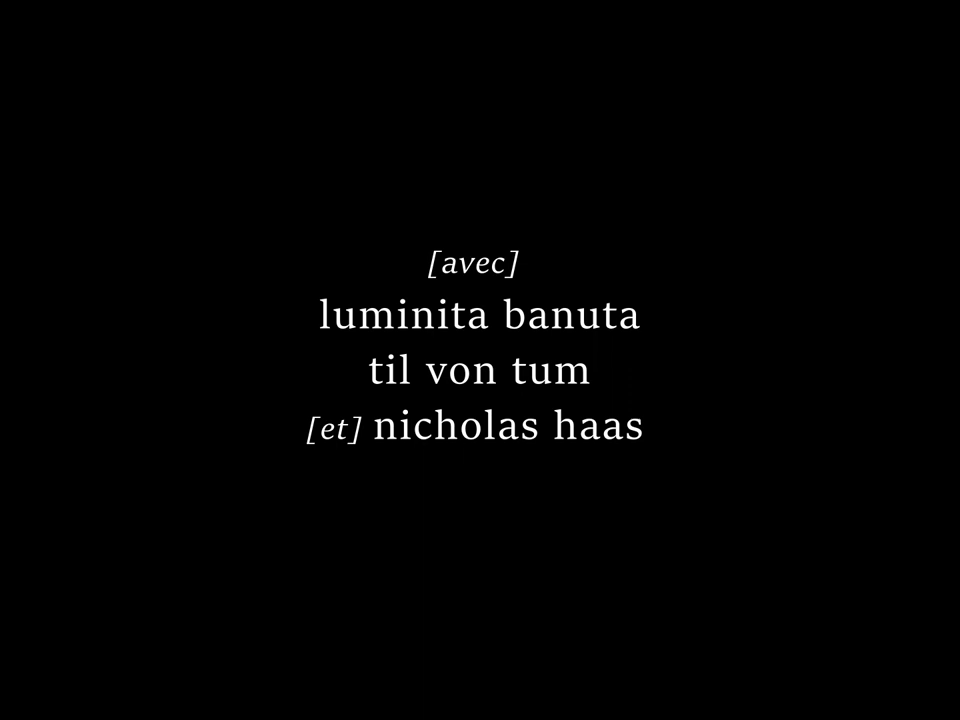 [avec]
luminita banuta
til von tum
[et] nicholas haas